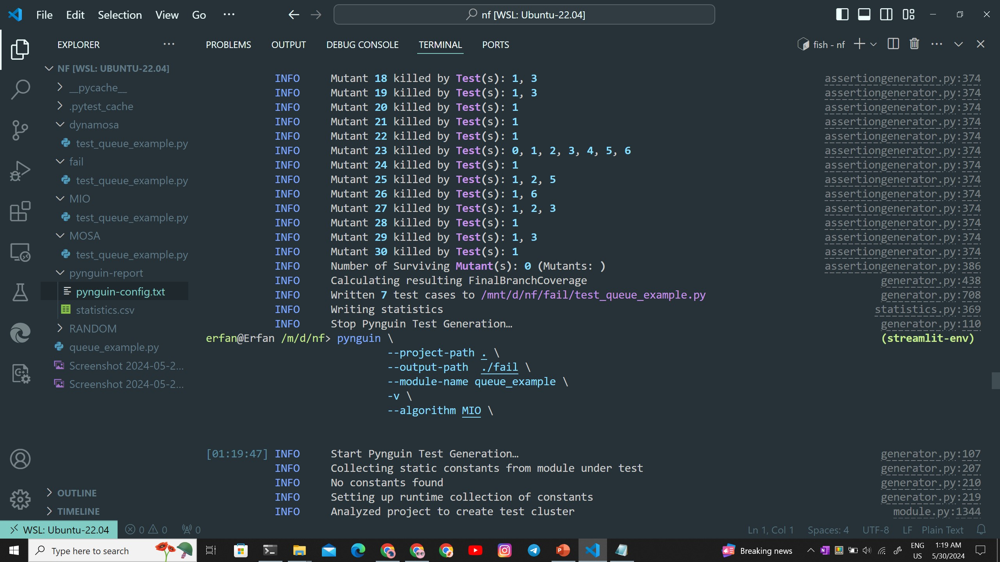 File Edit Selection View Go ··· nf [WSL: Ubuntu-22.04]
EXPLORER ···
NF [WSL: UBUNTU-22.04]
__pycache__
.pytest_cache
dynamosa
test_queue_example.py
fail
test_queue_example.py
MIO
test_queue_example.py
MOSA
test_queue_example.py
pynguin-report
pynguin-config.txt
statistics.csv
RANDOM
queue_example.py
Screenshot 2024-05-2...
Screenshot 2024-05-2...
OUTLINE
TIMELINE
PROBLEMS OUTPUT DEBUG CONSOLE TERMINAL PORTS fish - nf
INFO Mutant 18 killed by Test(s): 1, 3 assertiongenerator.py:374
INFO Mutant 19 killed by Test(s): 1, 3 assertiongenerator.py:374
INFO Mutant 20 killed by Test(s): 1 assertiongenerator.py:374
INFO Mutant 21 killed by Test(s): 1 assertiongenerator.py:374
INFO Mutant 22 killed by Test(s): 1 assertiongenerator.py:374
INFO Mutant 23 killed by Test(s): 0, 1, 2, 3, 4, 5, 6 assertiongenerator.py:374
INFO Mutant 24 killed by Test(s): 1 assertiongenerator.py:374
INFO Mutant 25 killed by Test(s): 1, 2, 5 assertiongenerator.py:374
INFO Mutant 26 killed by Test(s): 1, 6 assertiongenerator.py:374
INFO Mutant 27 killed by Test(s): 1, 2, 3 assertiongenerator.py:374
INFO Mutant 28 killed by Test(s): 1 assertiongenerator.py:374
INFO Mutant 29 killed by Test(s): 1, 3 assertiongenerator.py:374
INFO Mutant 30 killed by Test(s): 1 assertiongenerator.py:374
INFO Number of Surviving Mutant(s): 0 (Mutants: ) assertiongenerator.py:386
INFO Calculating resulting FinalBranchCoverage generator.py:438
INFO Written 7 test cases to /mnt/d/nf/fail/test_queue_example.py generator.py:708
INFO Writing statistics statistics.py:369
INFO Stop Pynguin Test Generation… generator.py:110
erfan@Erfan /m/d/nf> pynguin \ (streamlit-env)
--project-path . \
--output-path ./fail \
--module-name queue_example \
-v \
--algorithm MIO \
[01:19:47] INFO Start Pynguin Test Generation… generator.py:107
INFO Collecting static constants from module under test generator.py:207
INFO No constants found generator.py:210
INFO Setting up runtime collection of constants generator.py:219
INFO Analyzed project to create test cluster module.py:1344
WSL: Ubuntu-22.04 0 0 0 Ln 1, Col 1 Spaces: 4 UTF-8 LF Plain Text
Type here to search Breaking news ENG US 1:19 AM 5/30/2024